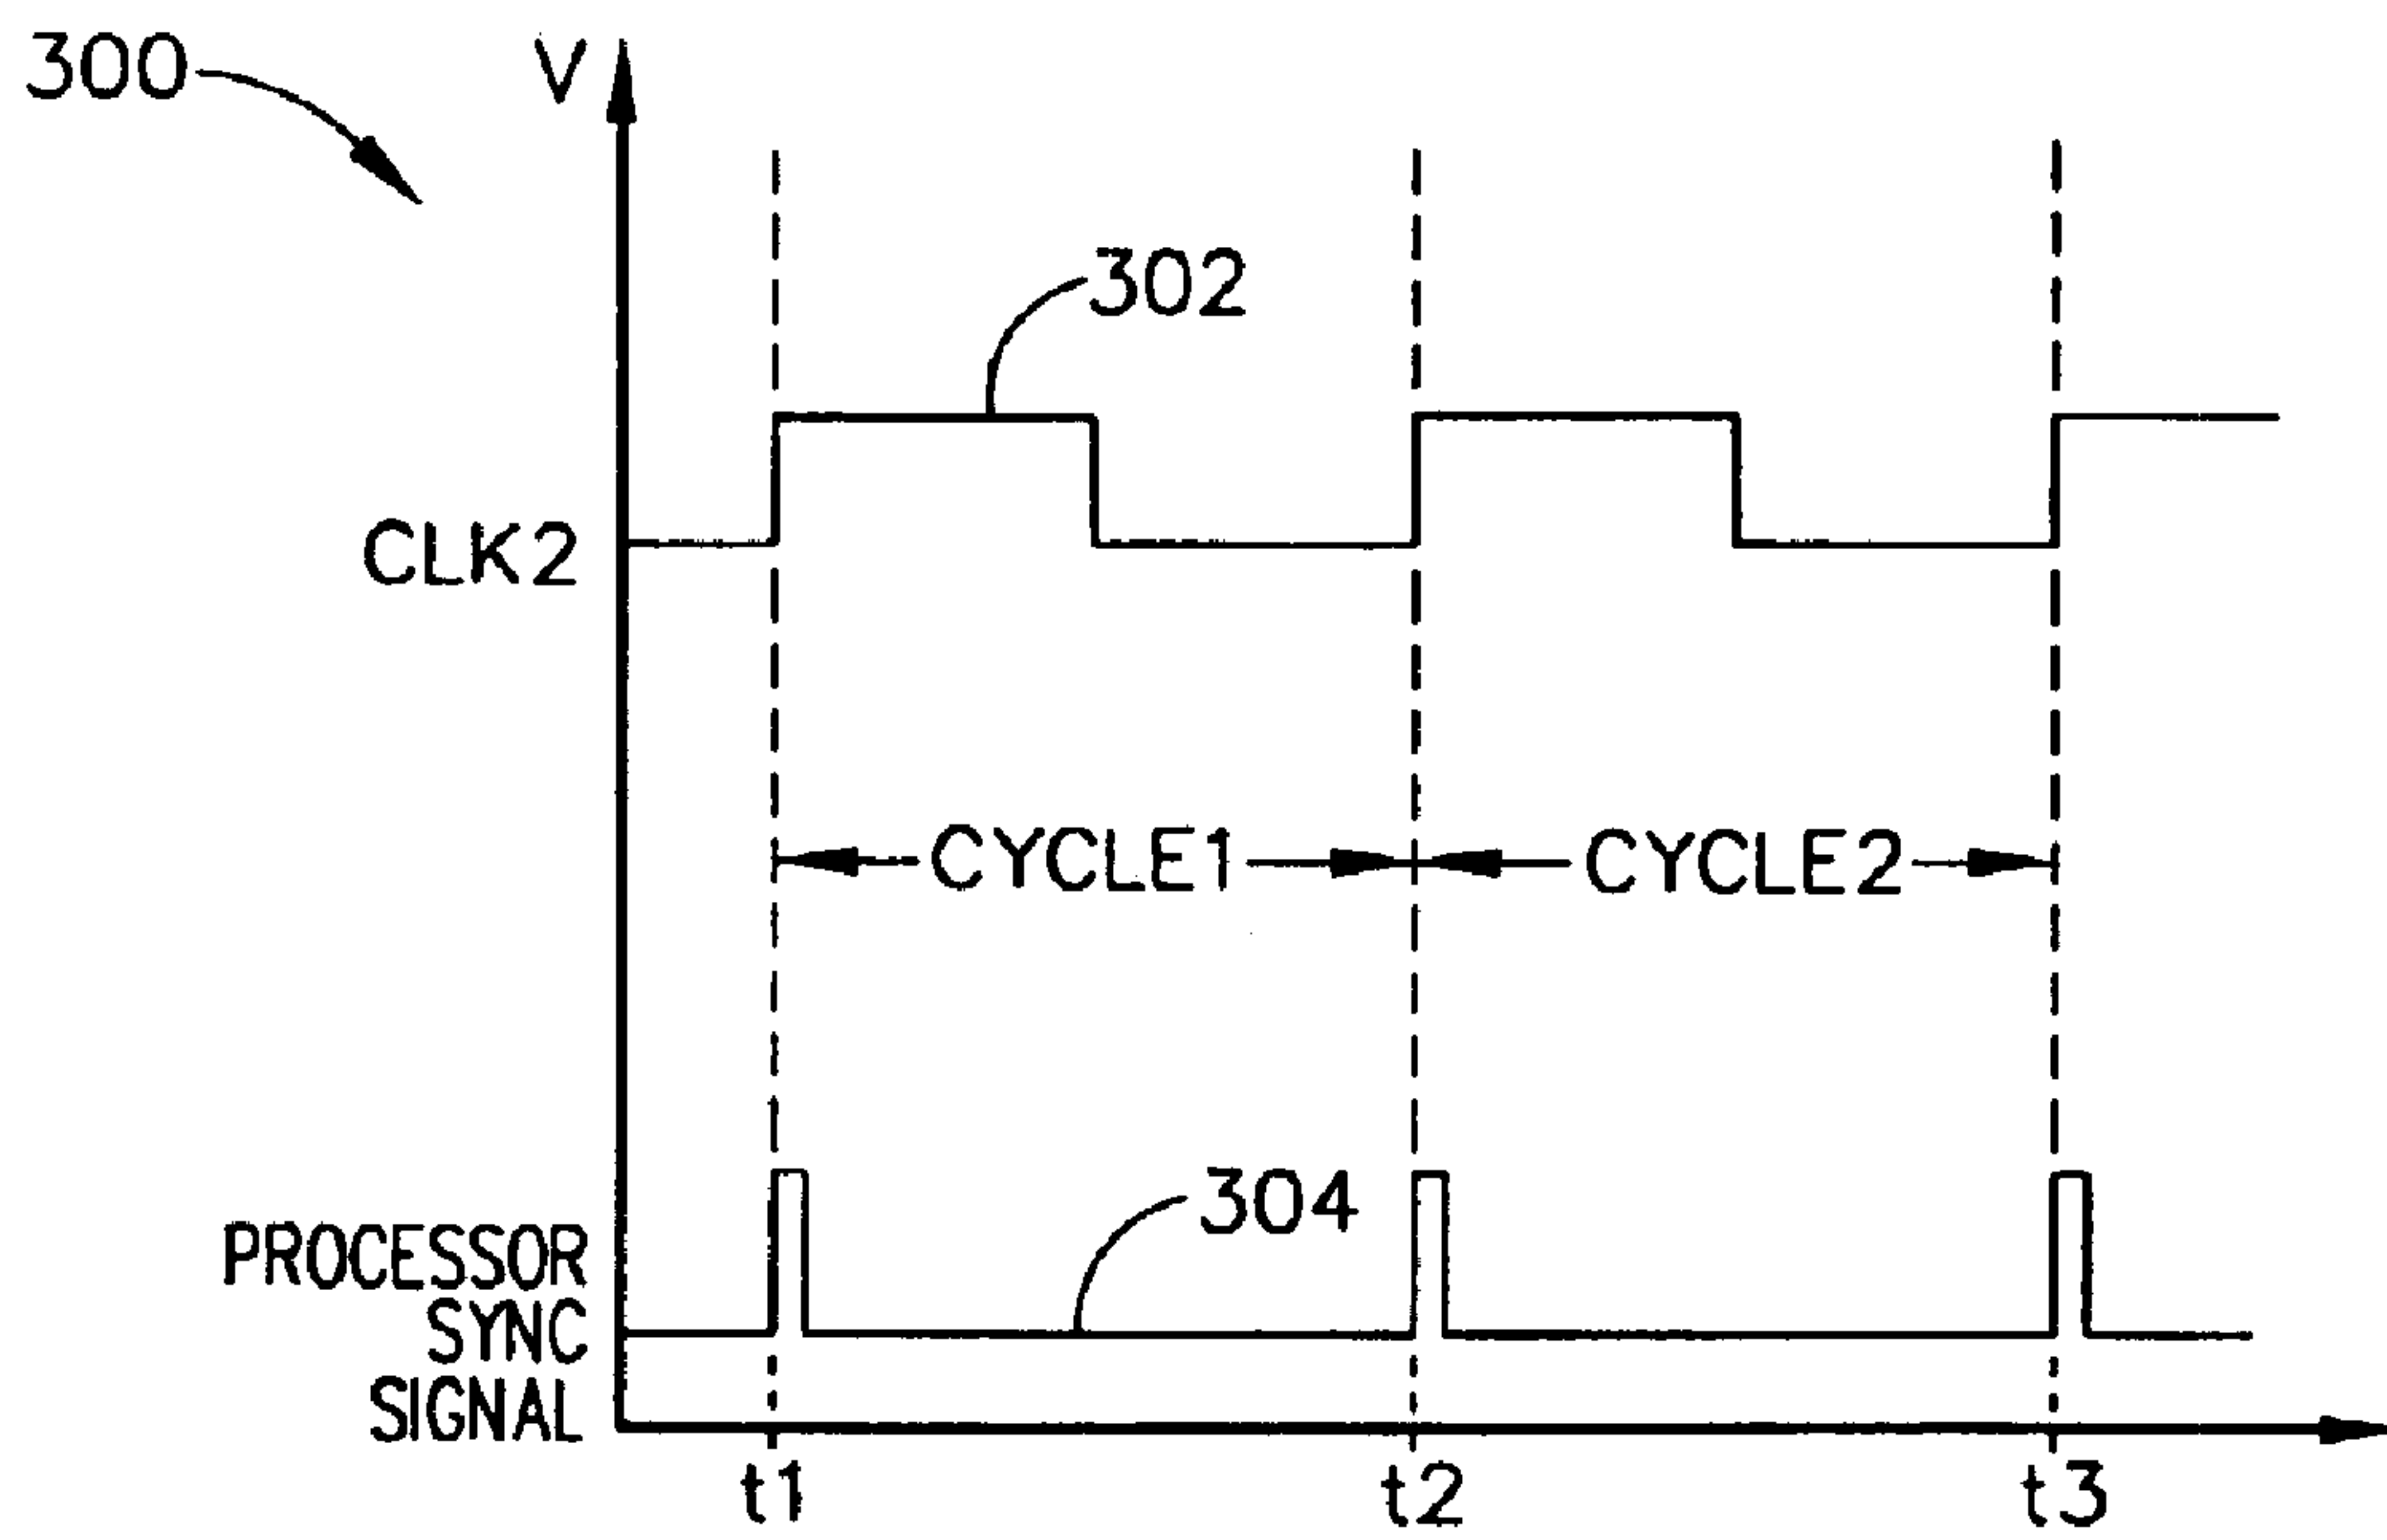 300
V
302
CLK2
CYCLE1
CYCLE2
304
PROCESSOR
SYNC
SIGNAL
t1
t2
t3